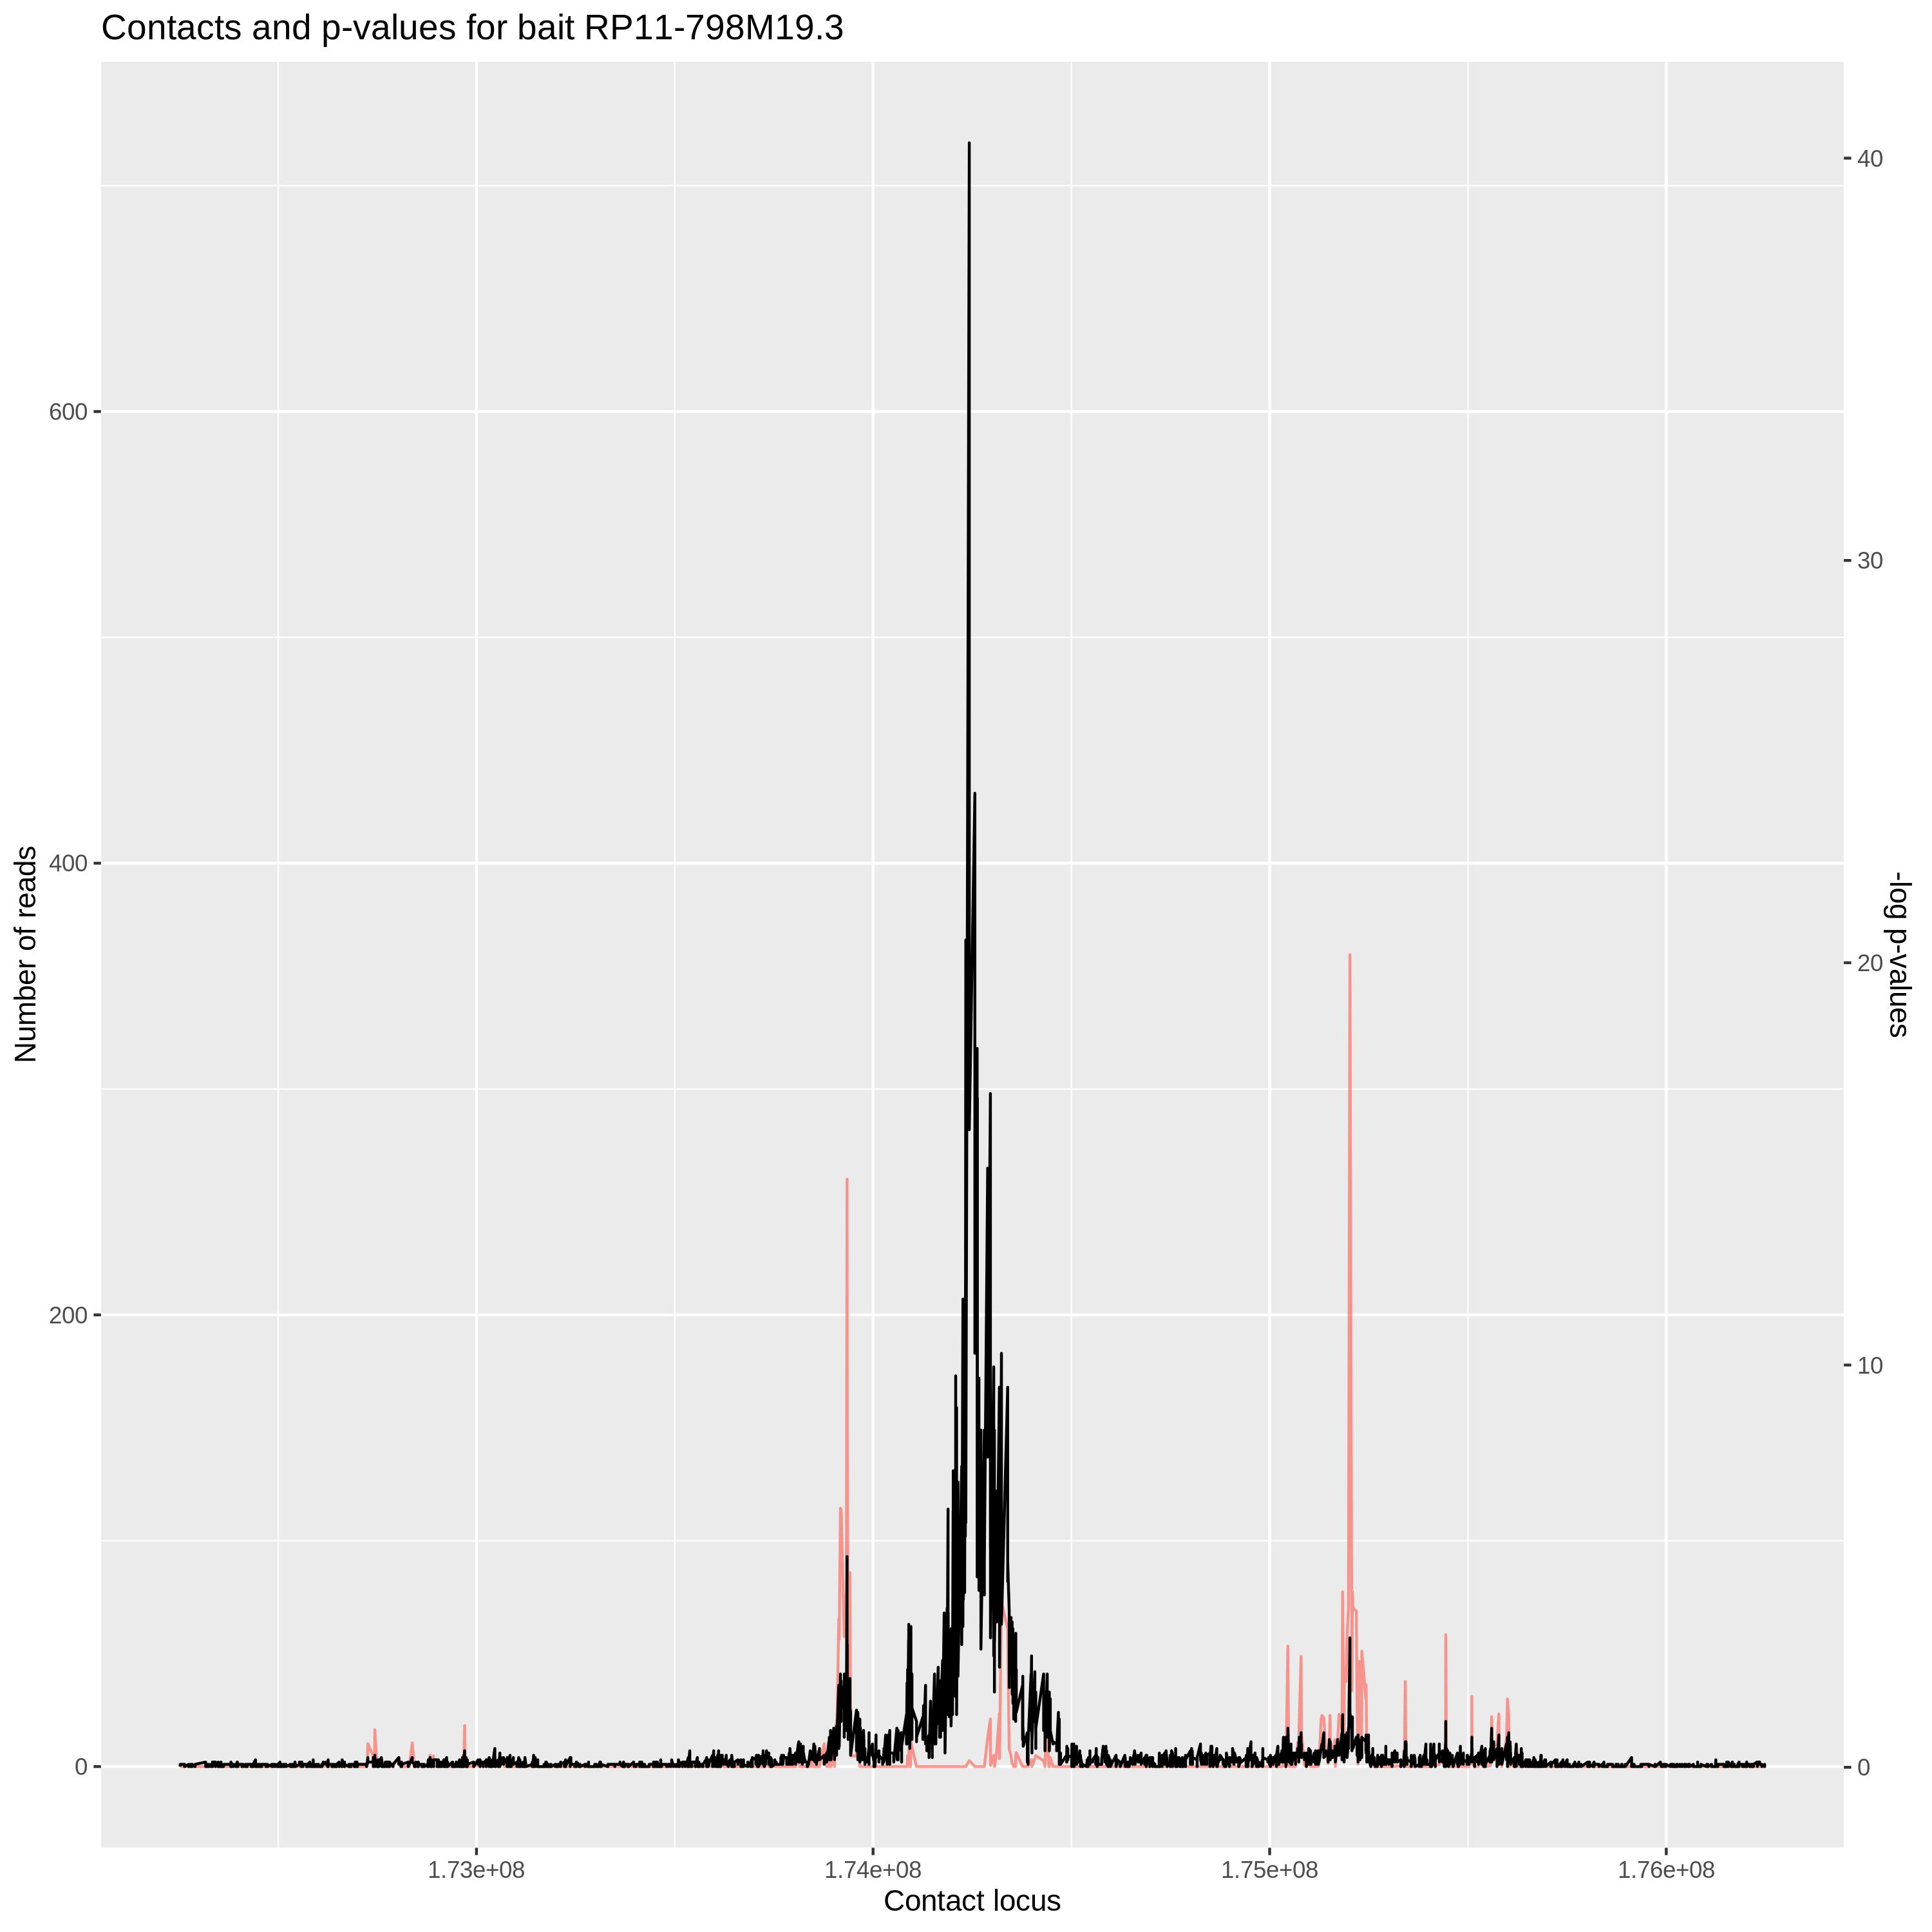 Contacts and p-values for bait RP11-798M19.3
40
600
30
400
Number of reads
-log p-values
20
200
10
0
0
1.73e+08
1.74e+08
1.75e+08
1.76e+08
Contact locus